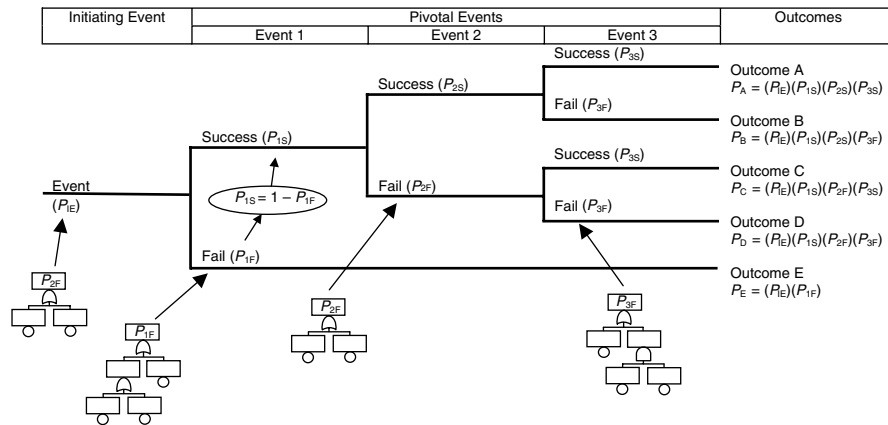 Initiating Event
Pivotal Events
Outcomes
Event 1
Event 2
Event 3
Success (P3S)
Outcome A
PA = (PIE)(P1S)(P2S)(P3S)
Success (P2S)
Fail (P3F)
Outcome B
PB = (PIE)(P1S)(P2S)(P3F)
Success (P1S)
Success (P3S)
Outcome C
PC = (PIE)(P1S)(P2F)(P3S)
Event
(PIE)
P1S = 1 – P1F
Fail (P2F)
Fail (P3F)
Outcome D
PD = (PIE)(P1S)(P2F)(P3F)
Fail (P1F)
Outcome E
PE = (PIE)(P1F)
P2F
P1F
P2F
P3F